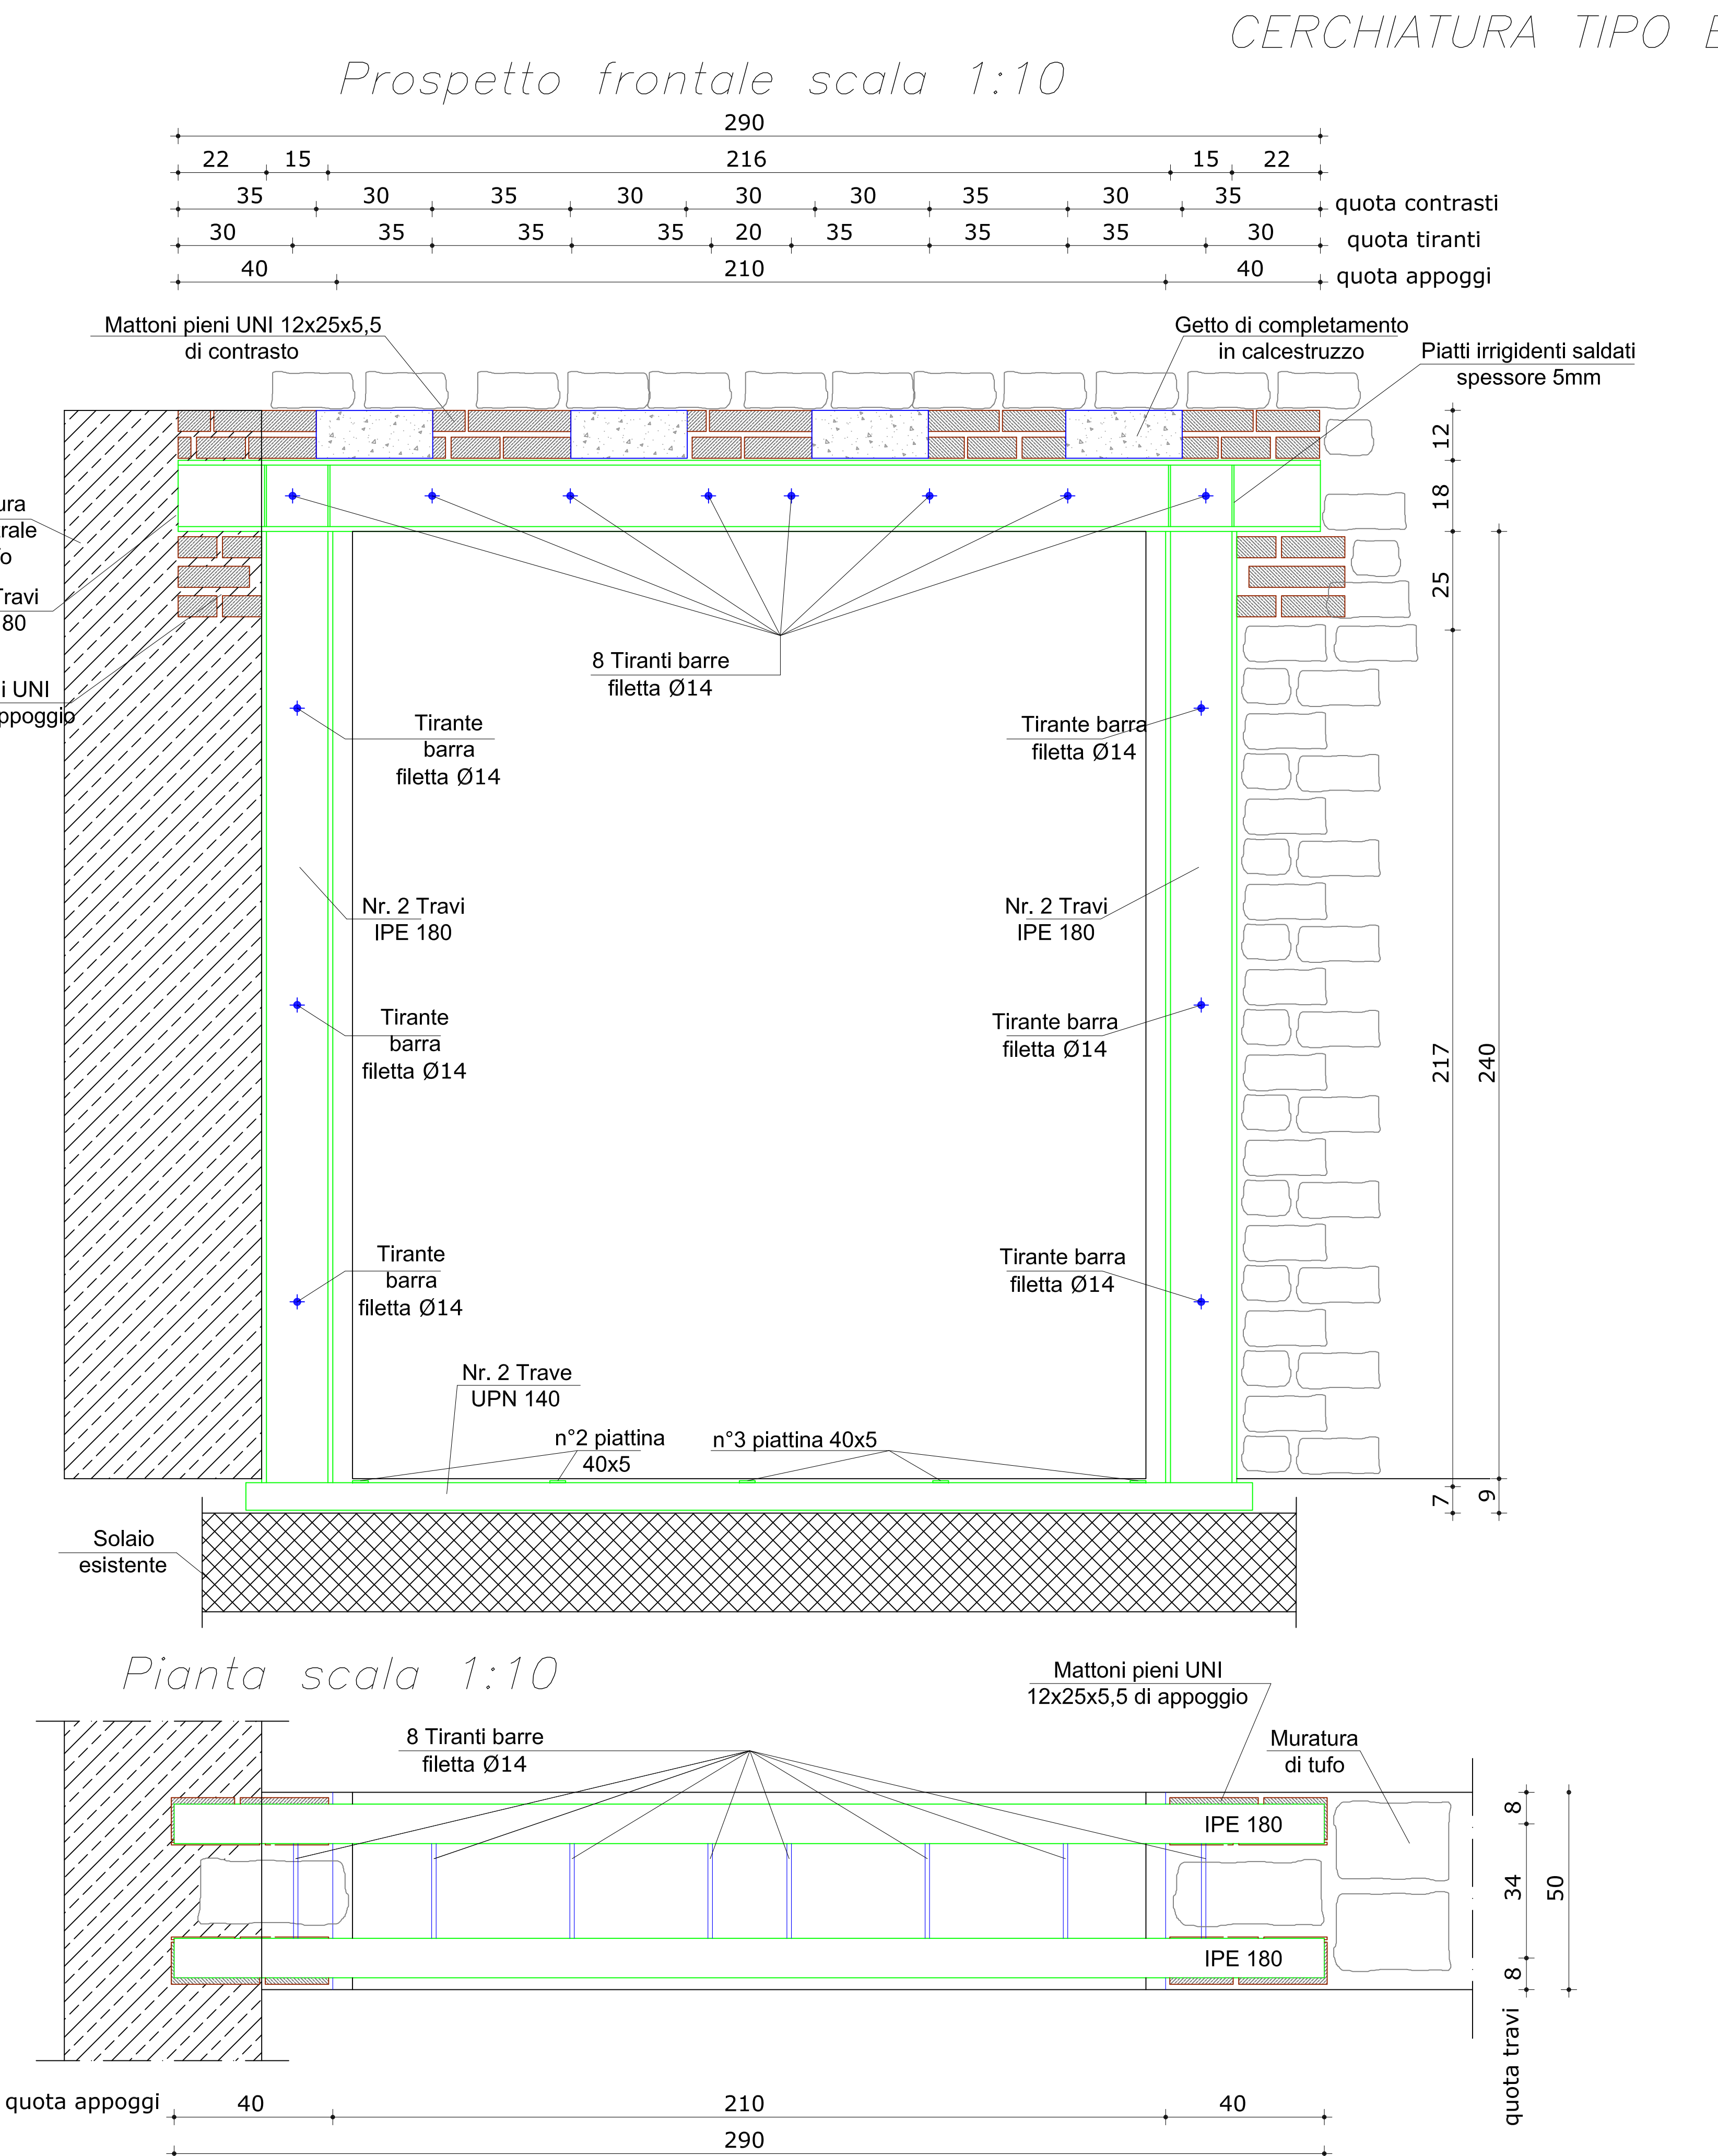 CERCHIATURA TIPO
Prospetto frontale scala 1:10
290
22 15 216 15 22
35 30 35 30 30 30 35 30 35 quota contrasti
30 35 35 35 20 35 35 35 30 quota tiranti
40 210 40 quota appoggi
Mattoni pieni UNI 12x25x5,5
di contrasto
Getto di completamento
in calcestruzzo
Piatti irrigidenti saldati
spessore 5mm
12
18
25
217
240
7
9
ura
rale
o
Travi
80
i UNI
ppoggio
8 Tiranti barre
filetta Ø14
Tirante
barra
filetta Ø14
Tirante barra
filetta Ø14
Nr. 2 Travi
IPE 180
Nr. 2 Travi
IPE 180
Tirante
barra
filetta Ø14
Tirante barra
filetta Ø14
Tirante
barra
filetta Ø14
Tirante barra
filetta Ø14
Nr. 2 Trave
UPN 140
n°2 piattina
40x5
n°3 piattina 40x5
Solaio
esistente
Pianta scala 1:10
Mattoni pieni UNI
12x25x5,5 di appoggio
8 Tiranti barre
filetta Ø14
Muratura
di tufo
IPE 180
IPE 180
8
34
8
50
quota travi
quota appoggi 40 210 40
290